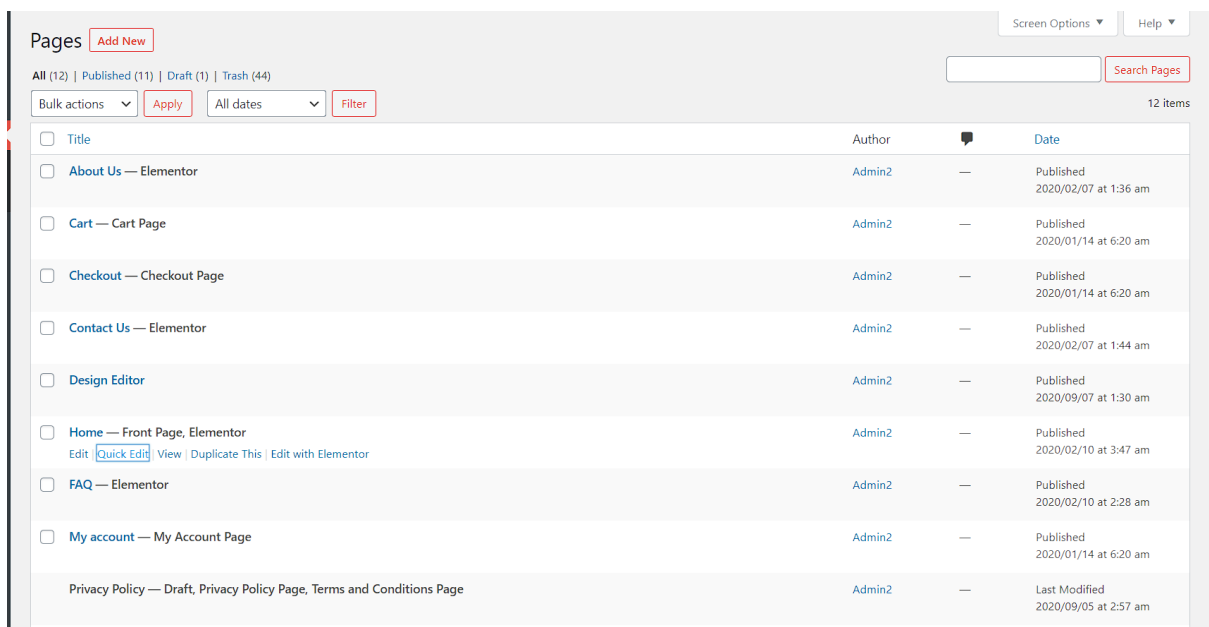 Screen Options ▼ Help ▼
Pages Add New
All (12) | Published (11) | Draft (1) | Trash (44)
Search Pages
Bulk actions Apply All dates Filter
12 items
Title Author Date
About Us — Elementor Admin2 — Published
2020/02/07 at 1:36 am
Cart — Cart Page Admin2 — Published
2020/01/14 at 6:20 am
Checkout — Checkout Page Admin2 — Published
2020/01/14 at 6:20 am
Contact Us — Elementor Admin2 — Published
2020/02/07 at 1:44 am
Design Editor Admin2 — Published
2020/09/07 at 1:30 am
Home — Front Page, Elementor Admin2 — Published
Edit | Quick Edit | View | Duplicate This | Edit with Elementor 2020/02/10 at 3:47 am
FAQ — Elementor Admin2 — Published
2020/02/10 at 2:28 am
My account — My Account Page Admin2 — Published
2020/01/14 at 6:20 am
Privacy Policy — Draft, Privacy Policy Page, Terms and Conditions Page Admin2 — Last Modified
2020/09/05 at 2:57 am